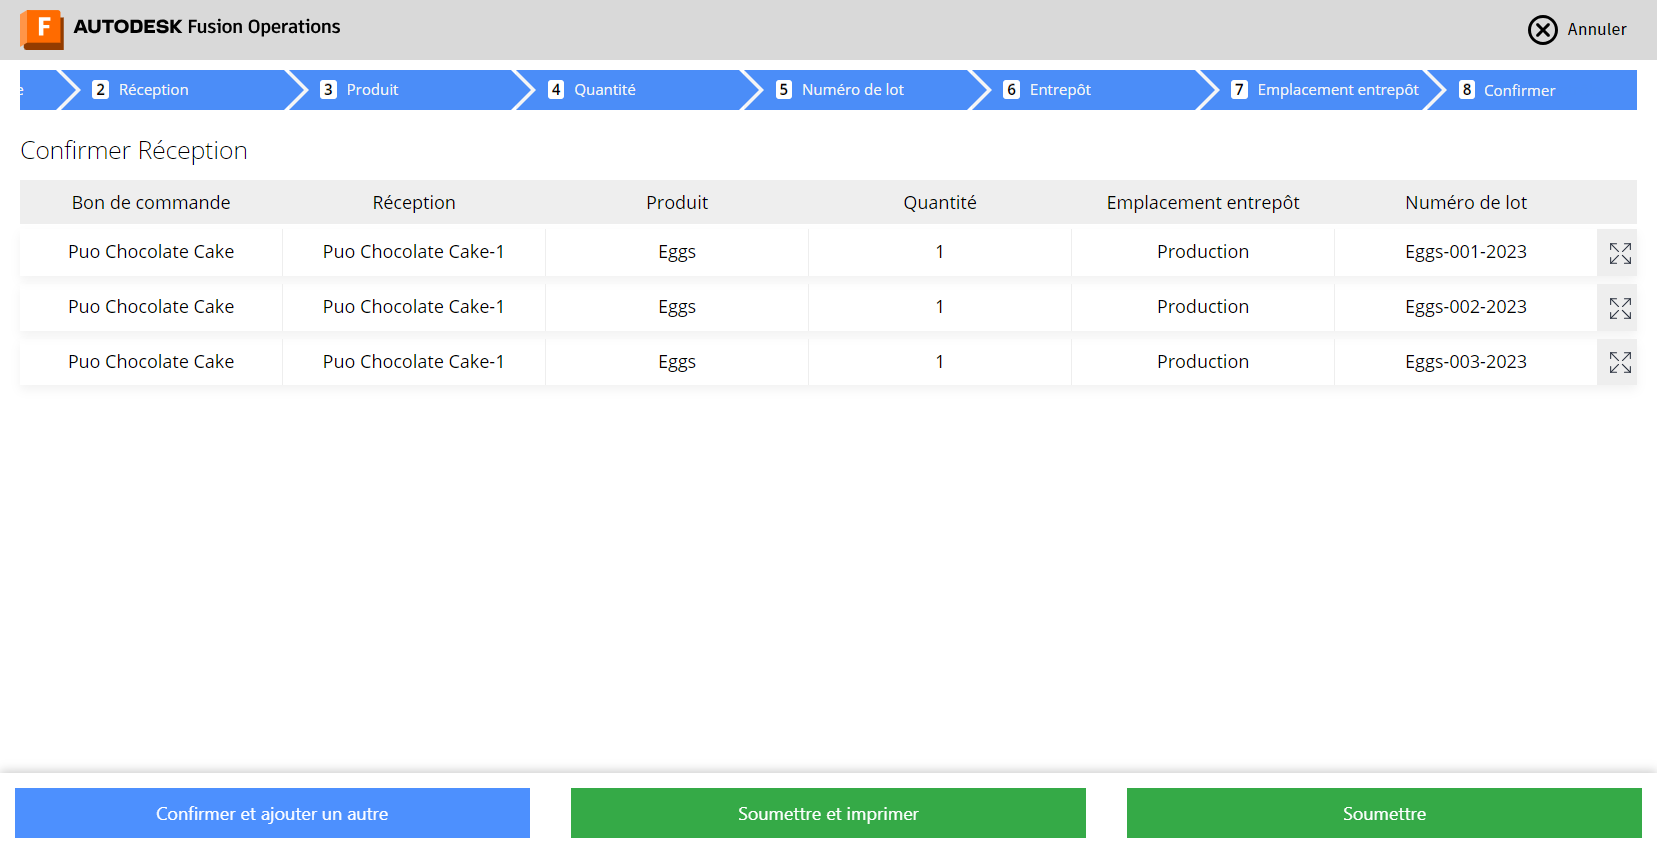 F AUTODESK Fusion Operations
Annuler
e 2 Réception 3 Produit 4 Quantité 5 Numéro de lot 6 Entrepôt 7 Emplacement entrepôt 8 Confirmer
Confirmer Réception
Bon de commande Réception Produit Quantité Emplacement entrepôt Numéro de lot
Puo Chocolate Cake Puo Chocolate Cake-1 Eggs 1 Production Eggs-001-2023
Puo Chocolate Cake Puo Chocolate Cake-1 Eggs 1 Production Eggs-002-2023
Puo Chocolate Cake Puo Chocolate Cake-1 Eggs 1 Production Eggs-003-2023
Confirmer et ajouter un autre Soumettre et imprimer Soumettre